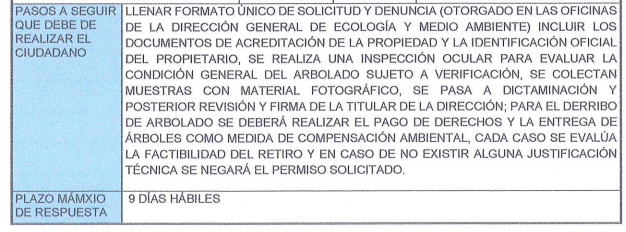 PASOS A SEGUIR
QUE DEBE DE
REALIZAR EL
CIUDADANO
LLENAR FORMATO ÚNICO DE SOLICITUD Y DENUNCIA (OTORGADO EN LAS OFICINAS
DE LA DIRECCIÓN GENERAL DE ECOLOGÍA Y MEDIO AMBIENTE) INCLUIR LOS
DOCUMENTOS DE ACREDITACIÓN DE LA PROPIEDAD Y LA IDENTIFICACIÓN OFICIAL
DEL PROPIETARIO, SE REALIZA UNA INSPECCIÓN OCULAR PARA EVALUAR LA
CONDICIÓN GENERAL DEL ARBOLADO SUJETO A VERIFICACIÓN, SE COLECTAN
MUESTRAS CON MATERIAL FOTOGRÁFICO, SE PASA A DICTAMINACIÓN Y
POSTERIOR REVISIÓN Y FIRMA DE LA TITULAR DE LA DIRECCIÓN; PARA EL DERRIBO
DE ARBOLADO SE DEBERÁ REALIZAR EL PAGO DE DERECHOS Y LA ENTREGA DE
ÁRBOLES COMO MEDIDA DE COMPENSACIÓN AMBIENTAL, CADA CASO SE EVALÚA
LA FACTIBILIDAD DEL RETIRO Y EN CASO DE NO EXISTIR ALGUNA JUSTIFICACIÓN
TÉCNICA SE NEGARÁ EL PERMISO SOLICITADO.
PLAZO MÁMXIO
DE RESPUESTA
9 DÍAS HÁBILES